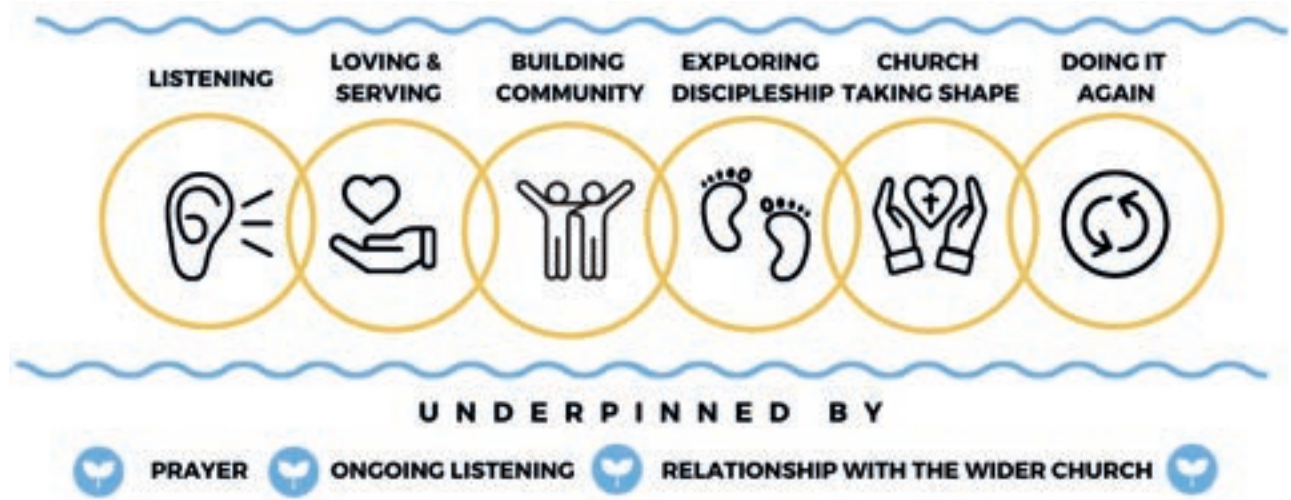 LISTENING
LOVING &
SERVING
BUILDING
COMMUNITY
EXPLORING
DISCIPLESHIP
CHURCH
TAKING SHAPE
DOING IT
AGAIN
UNDERPINNED BY
PRAYER
ONGOING LISTENING
RELATIONSHIP WITH THE WIDER CHURCH